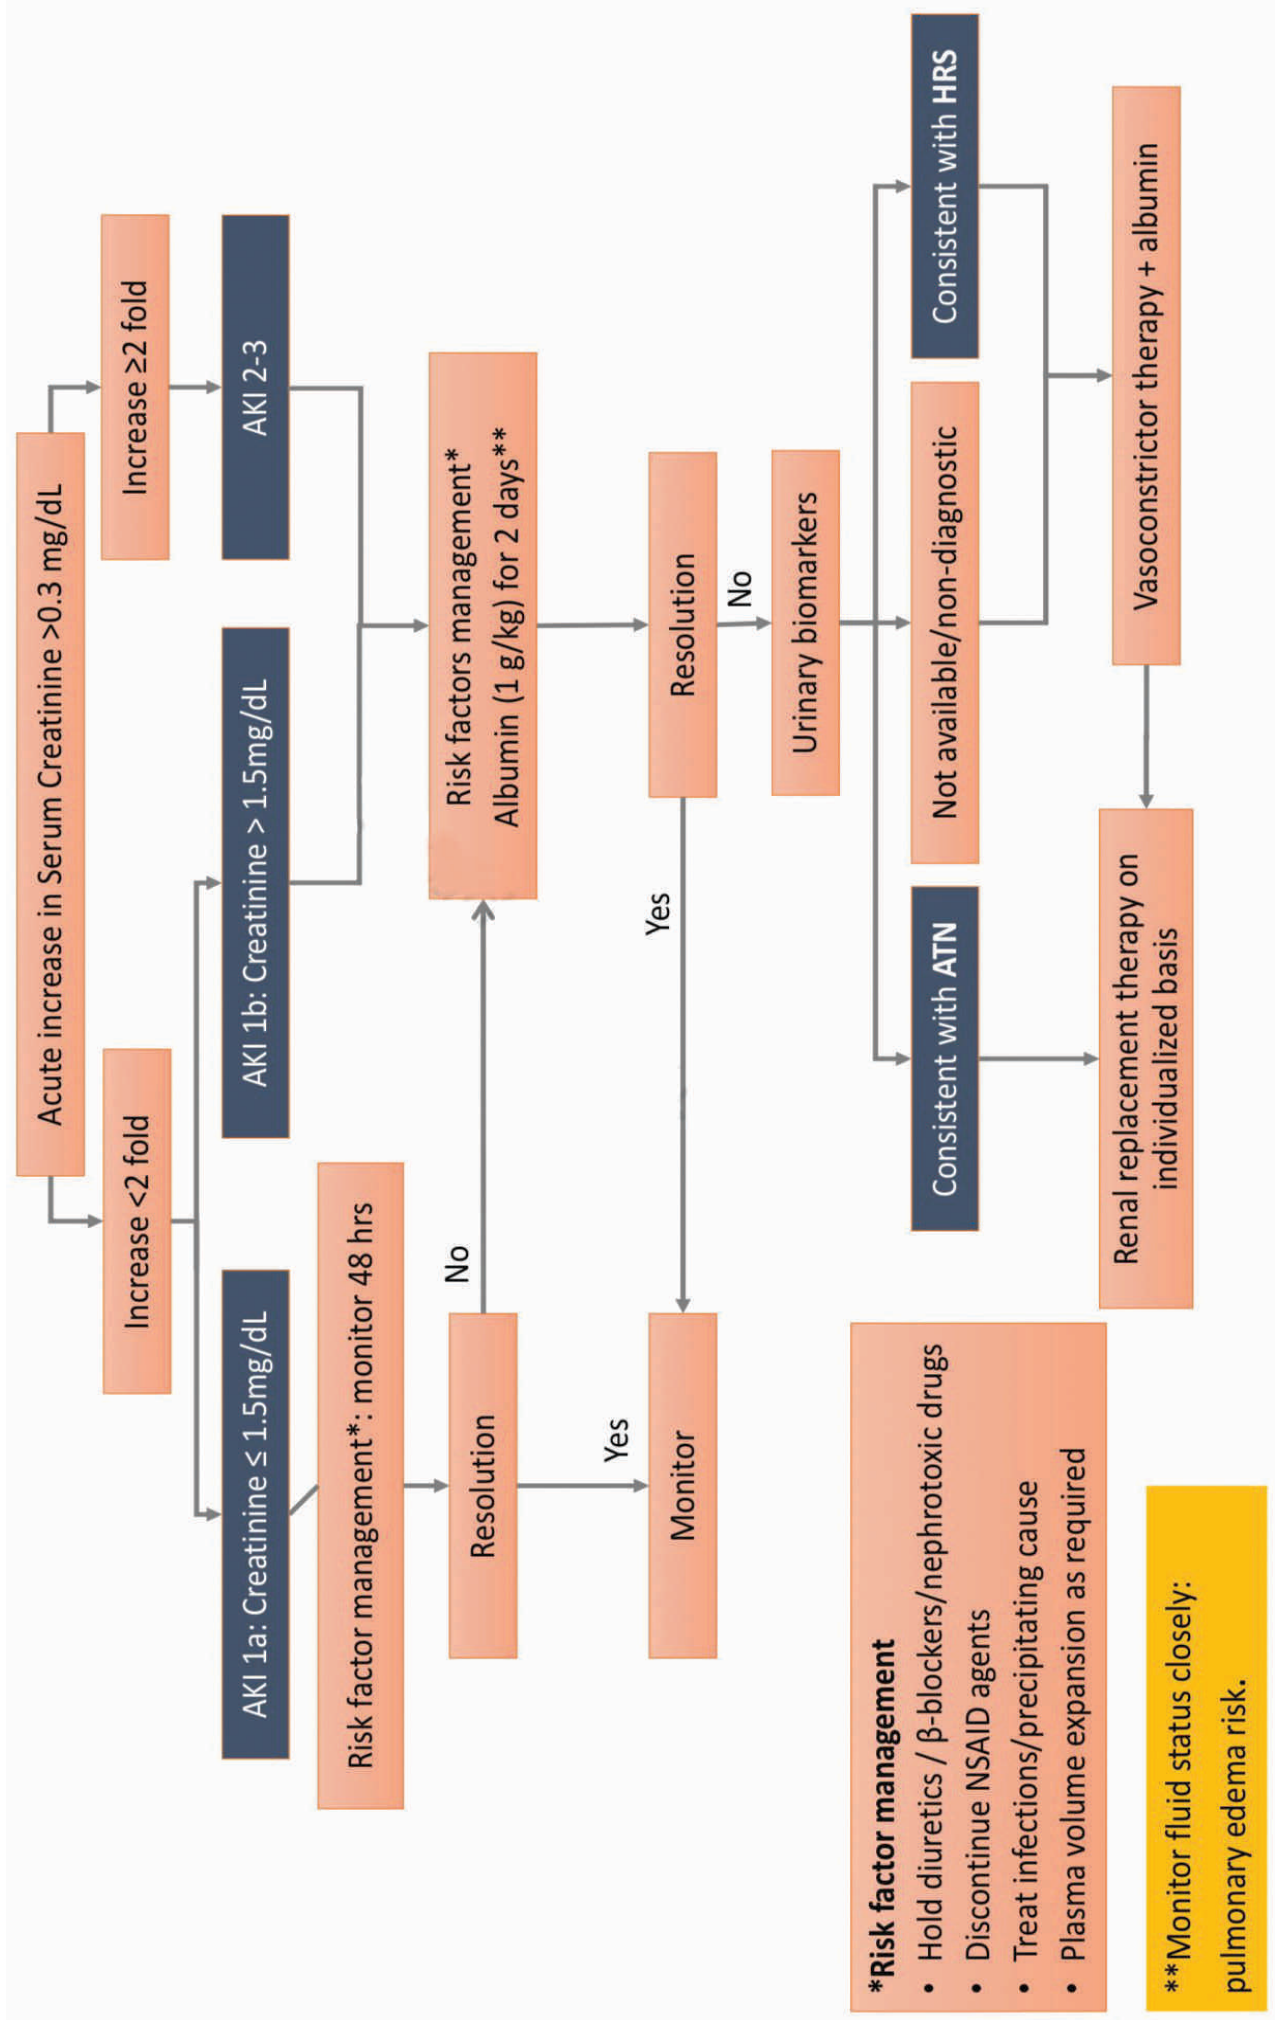 Acute increase in Serum Creatinine >0.3 mg/dL
Increase <2 fold
Increase ≥2 fold
AKI 1a: Creatinine ≤ 1.5mg/dL
AKI 1b: Creatinine > 1.5mg/dL
AKI 2-3
Risk factor management*: monitor 48 hrs
Risk factors management*
Albumin (1 g/kg) for 2 days**
Resolution
No
Yes
Monitor
Resolution
Yes
No
Urinary biomarkers
Consistent with ATN
Not available/non-diagnostic
Consistent with HRS
Renal replacement therapy on
individualized basis
Vasoconstrictor therapy + albumin
*Risk factor management
• Hold diuretics / β-blockers/nephrotoxic drugs
• Discontinue NSAID agents
• Treat infections/precipitating cause
• Plasma volume expansion as required
**Monitor fluid status closely:
pulmonary edema risk.